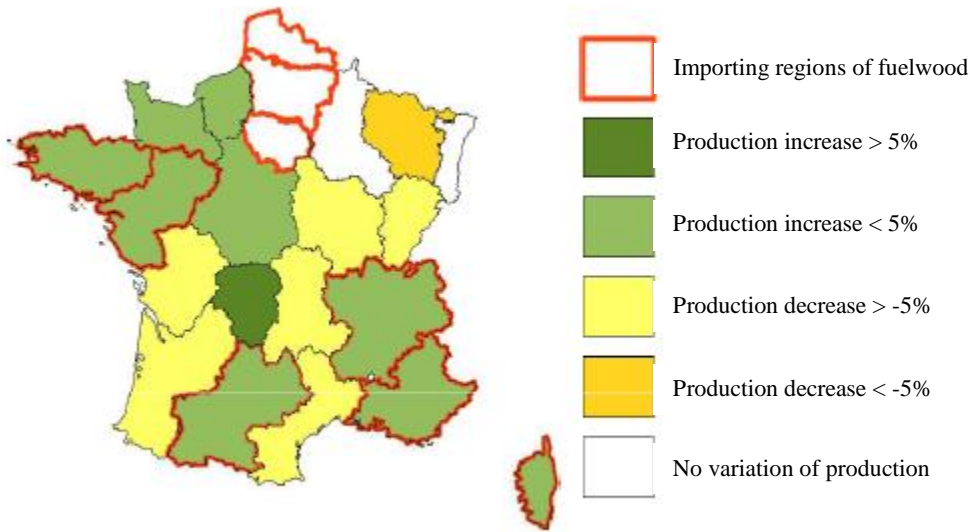 Importing regions of fuelwood
Production increase > 5%
Production increase < 5%
Production decrease > -5%
Production decrease < -5%
No variation of production